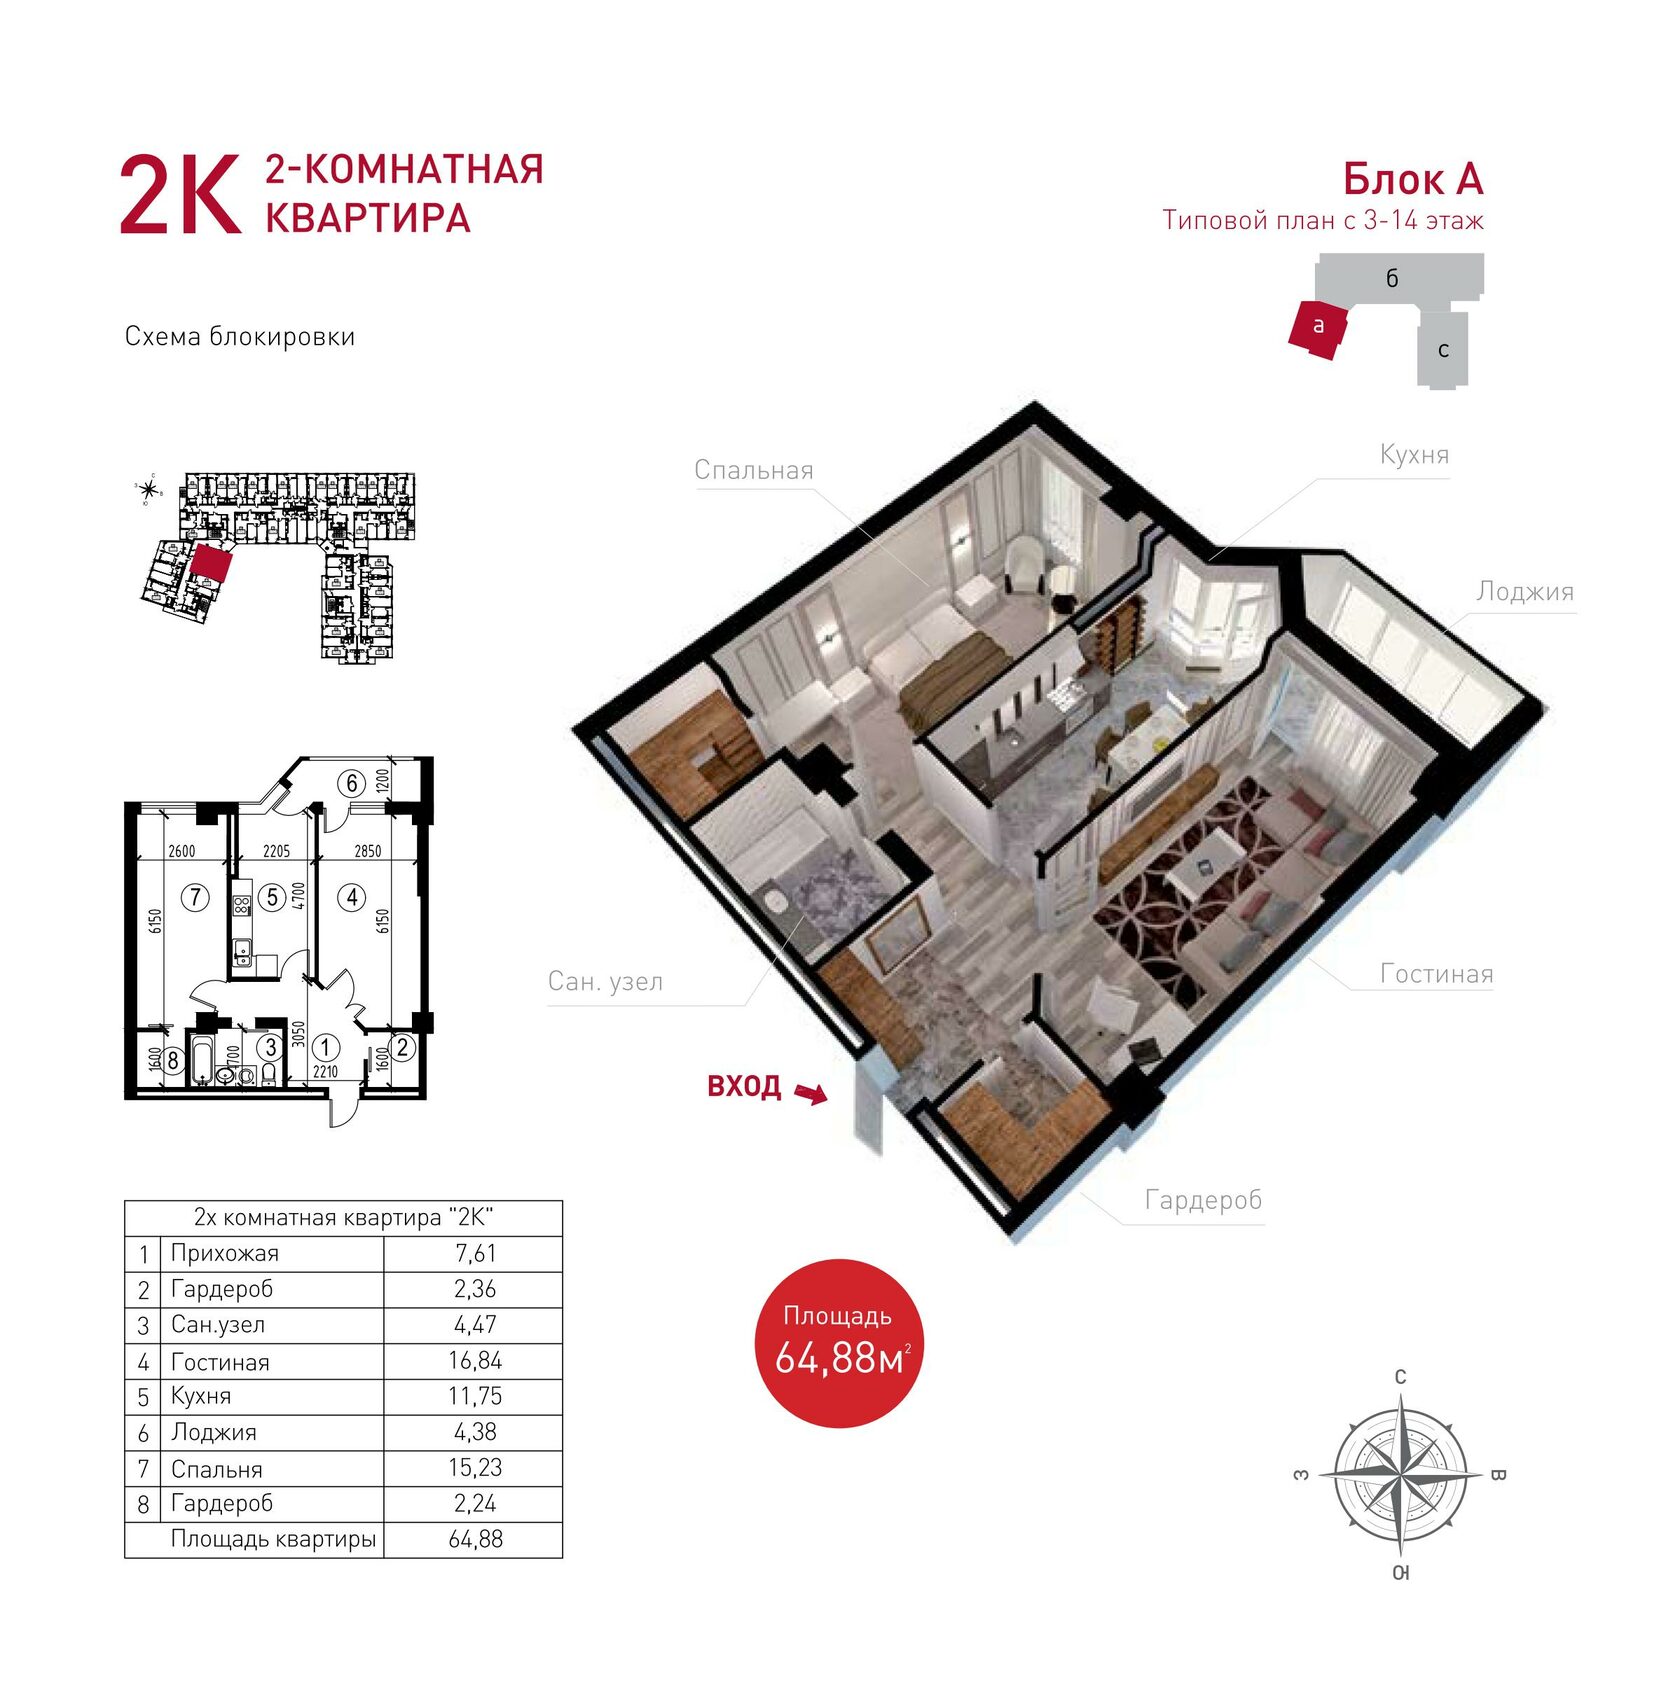 2К 2-КОМНАТНАЯ
КВАРТИРА
Блок А
Типовой план с 3-14 этаж
б
а
с
Схема блокировки
С
З
В
Ю
Спальная
Кухня
Лоджия
Сан. узел
Гостиная
Гардероб
ВХОД
6
1200
2600
2205
2850
7
5
4
6150
4700
6150
8
3
1
2
1600
1700
3050
1600
2210
2х комнатная квартира "2К"
1 Прихожая 7,61
2 Гардероб 2,36
3 Сан.узел 4,47
4 Гостиная 16,84
5 Кухня 11,75
6 Лоджия 4,38
7 Спальня 15,23
8 Гардероб 2,24
Площадь квартиры 64,88
Площадь
64,88м²
С
З
В
Ю